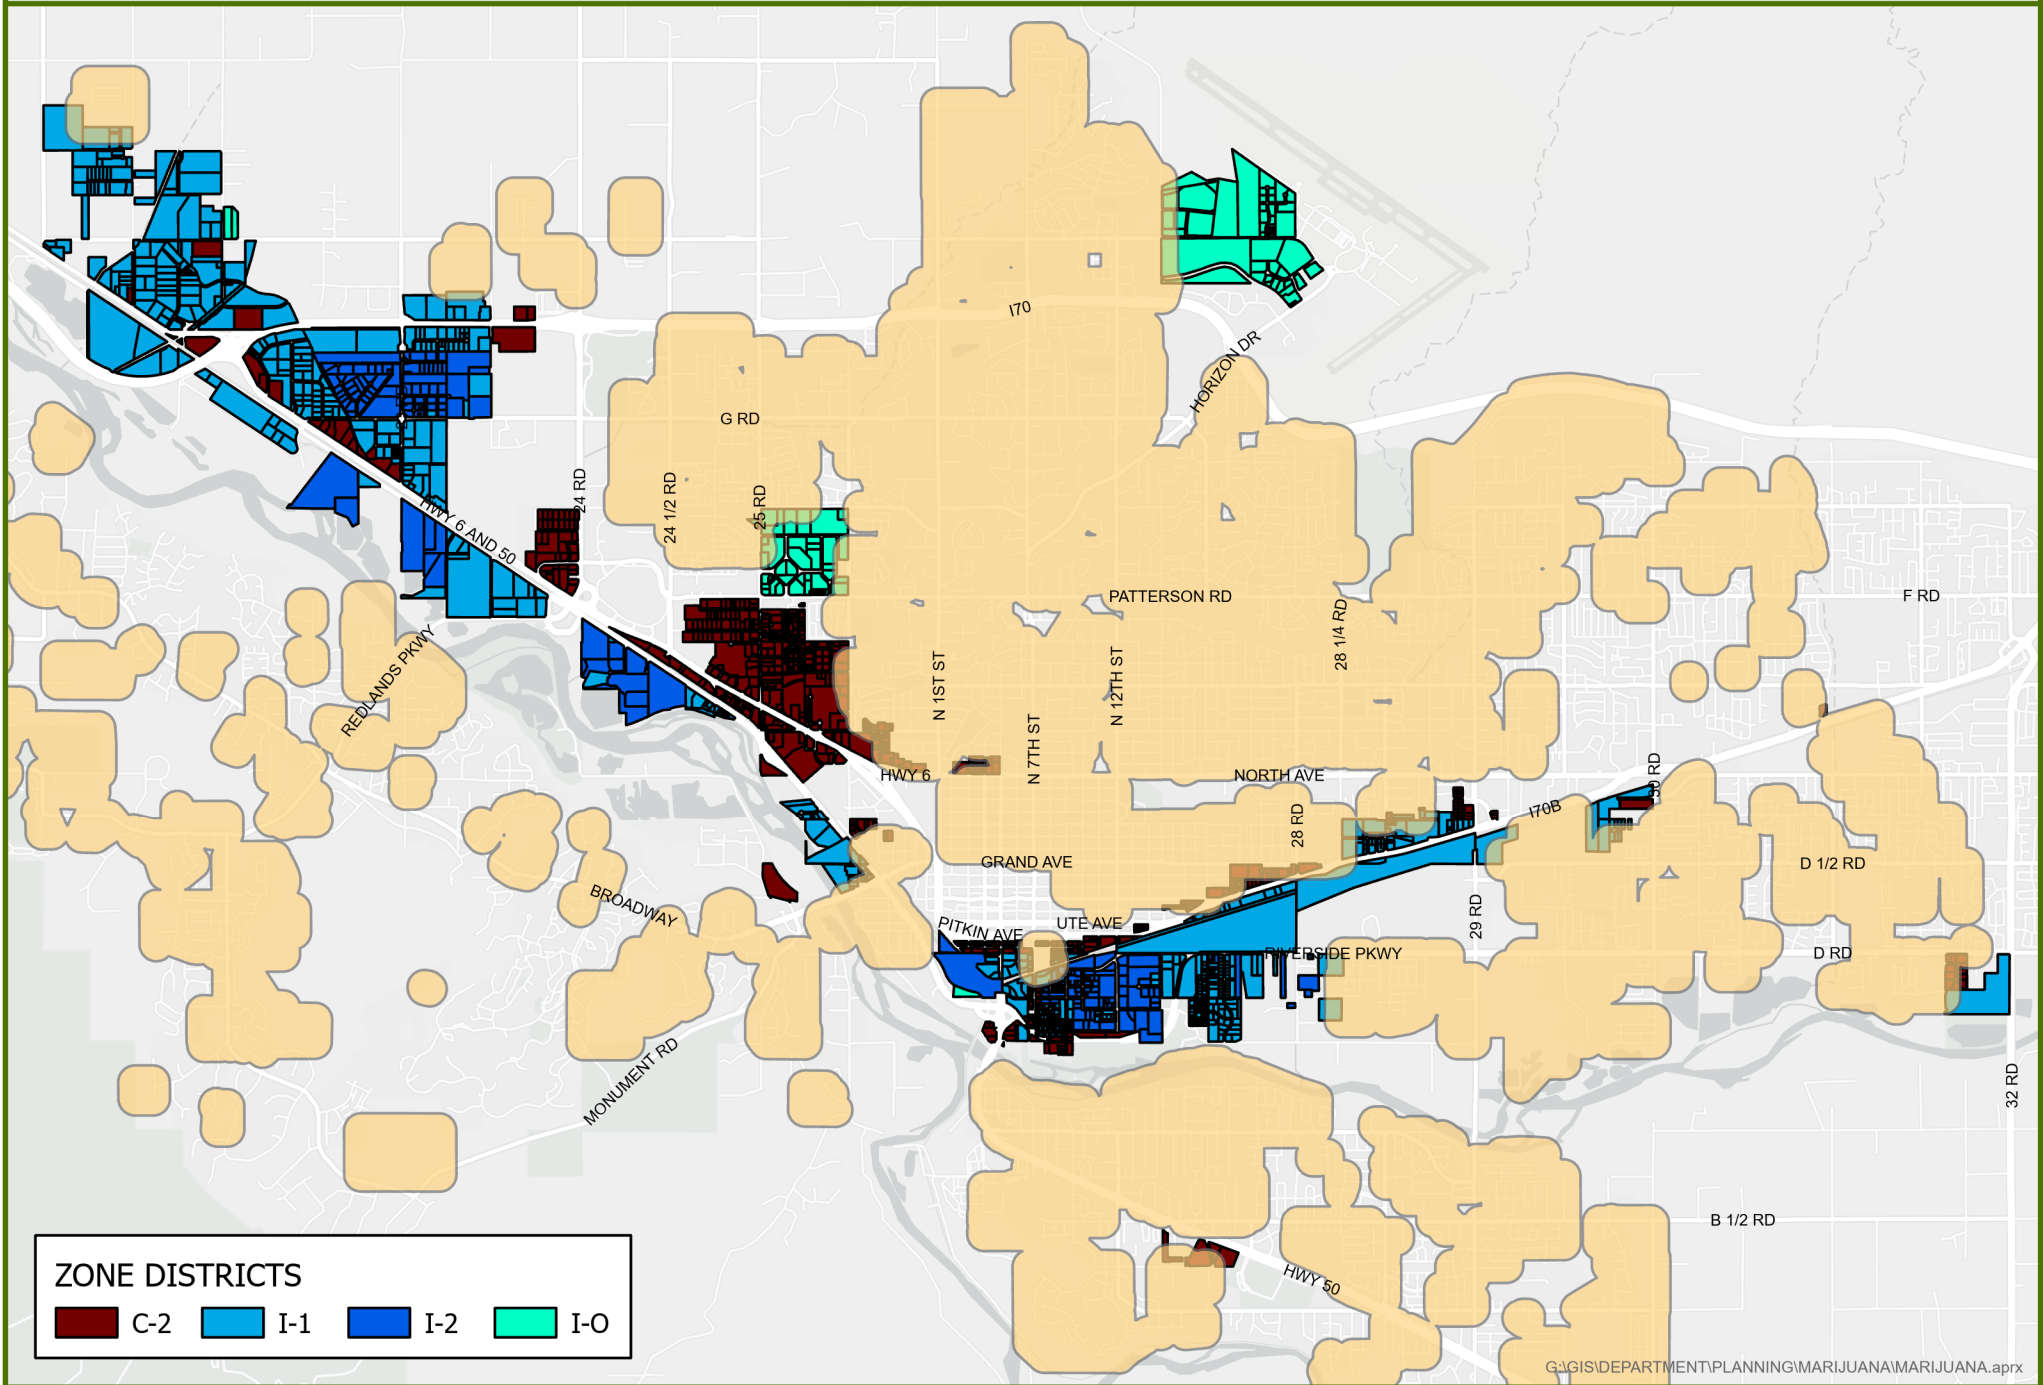 I70
HORIZON DR
G RD
24 RD
24 1/2 RD
25 RD
HWY 6 AND 50
PATTERSON RD
F RD
28 1/4 RD
REDLANDS PKWY
N 1ST ST
N 12TH ST
N 7TH ST
HWY 6
NORTH AVE
30 RD
I70B
28 RD
GRAND AVE
D 1/2 RD
BROADWAY
PITKIN AVE
UTE AVE
29 RD
RIVERSIDE PKWY
D RD
MONUMENT RD
32 RD
B 1/2 RD
HWY 50
ZONE DISTRICTS
C-2 I-1 I-2 I-O
G:\GIS\DEPARTMENT\PLANNING\MARIJUANA\MARIJUANA.aprx